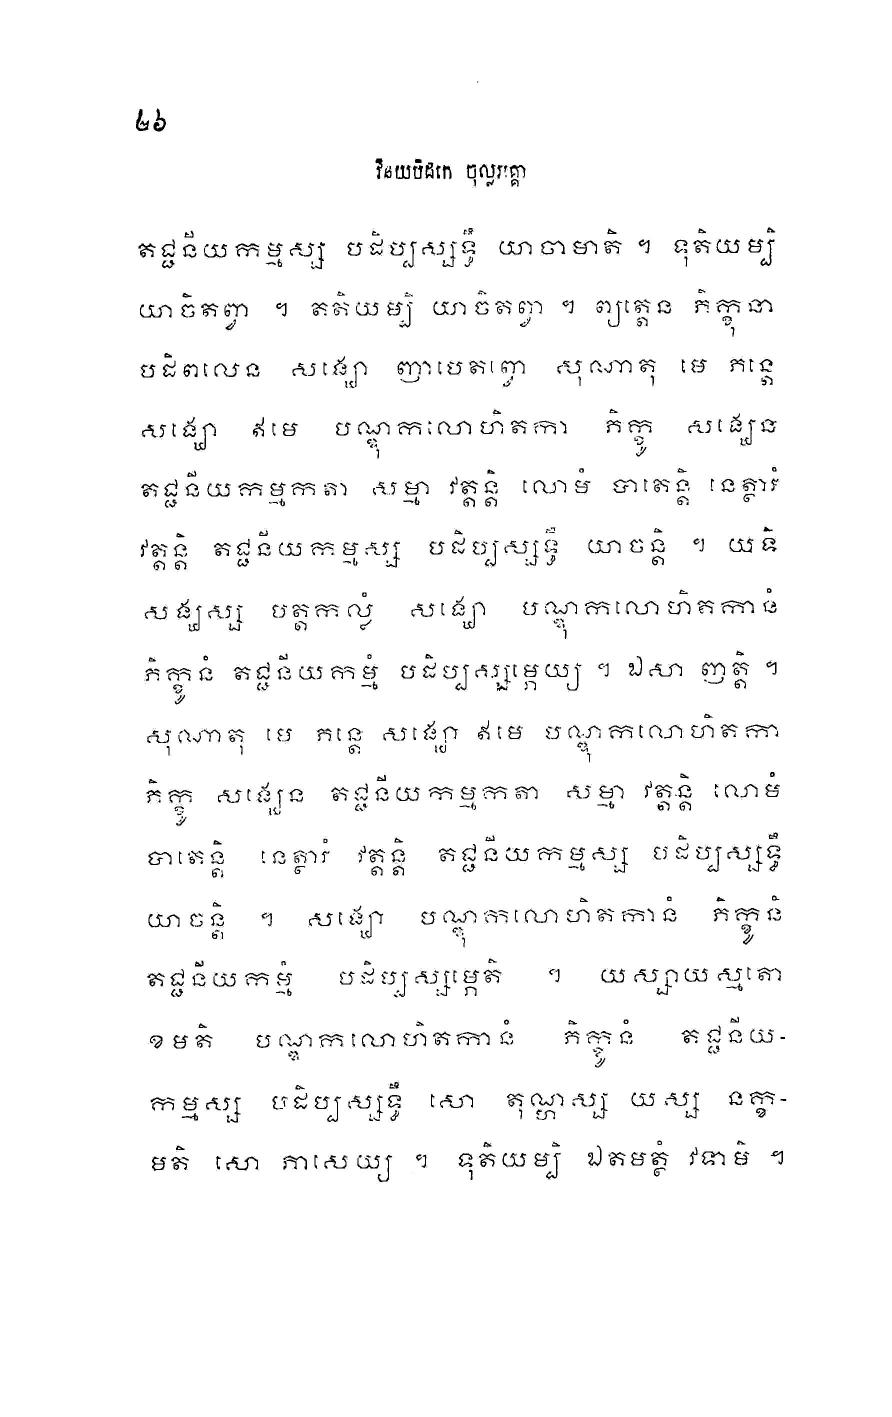 ២៦
វិនយបិដកេ ចុល្លវគ្គោ
តជ្ជនីយកម្មស្ស បដិប្បស្សទ្ធឹ យាចាមាតិ ។ ទុតិយម្បិ
យាចិតព្វា ។ តតិយម្បិ យាចិតព្វា ។ ព្យត្តេន ភិក្ខុនា
បដិពលេន សង្ឃោ ញាបេតព្វោ សុណាតុ មេ ភន្តេ
សង្ឃោ ឥមេ បណ្ឌុកលោហិតកា ភិក្ខូ សង្ឃេន
តជ្ជនីយកម្មកតា សម្មា វត្តន្តិ លោមំ បាតេន្តិ នេត្ថារំ
វត្តន្តិ តជ្ជនីយកម្មស្ស បដិប្បស្សទ្ធឹ យាចន្តិ ។ យទិ
សង្ឃស្ស បត្តកល្លំ សង្ឃោ បណ្ឌុកលោហិតកានំ
ភិក្ខូនំ តជ្ជនីយកម្មំ បដិប្បស្សម្ភេយ្យ ។ ឯសា ញត្តិ ។
សុណាតុ មេ ភន្តេ សង្ឃោ ឥមេ បណ្ឌុកលោហិតកា
ភិក្ខូ សង្ឃេន តជ្ជនីយកម្មកតា សម្មា វត្តន្តិ លោមំ
បាតេន្តិ នេត្ថារំ វត្តន្តិ តជ្ជនីយកម្មស្ស បដិប្បស្សទ្ធឹ
យាចន្តិ ។ សង្ឃោ បណ្ឌុកលោហិតកានំ ភិក្ខូនំ
តជ្ជនីយកម្មំ បដិប្បស្សម្ភេតិ ។ យស្សាយស្មតោ
ខមតិ បណ្ឌកលោហិតកានំ ភិក្ខូនំ តជ្ជនីយ-
កម្មស្ស បដិប្បស្សទ្ធឹ សោ តុណ្ហស្ស យស្ស នក្ខ-
មតិ សោ ភាសេយ្យ ។ ទុតិយម្បិ ឯតមត្ថំ វទាមិ ។